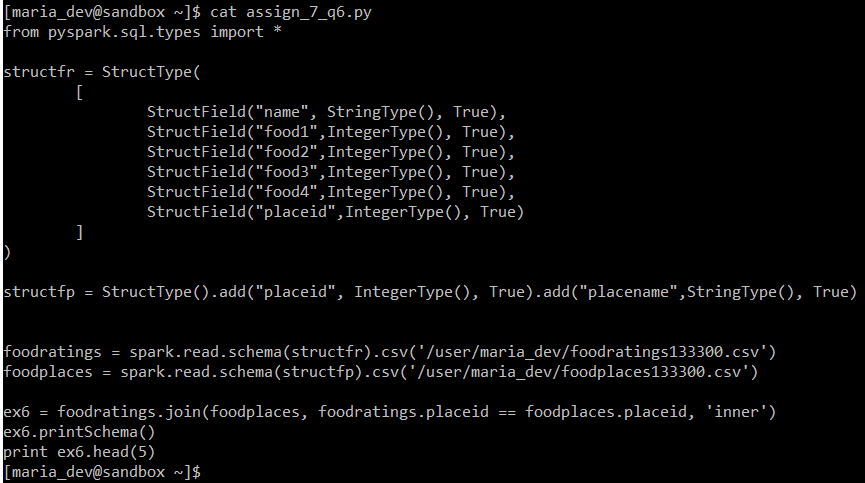 [maria_dev@sandbox ~]$ cat assign_7_q6.py
from pyspark.sql.types import *
structfr = StructType(
[
StructField("name", StringType(), True),
StructField("food1",IntegerType(), True),
StructField("food2",IntegerType(), True),
StructField("food3",IntegerType(), True),
StructField("food4",IntegerType(), True),
StructField("placeid",IntegerType(), True)
]
)
structfp = StructType().add("placeid", IntegerType(), True).add("placename",StringType(), True)
foodratings = spark.read.schema(structfr).csv('/user/maria_dev/foodratings133300.csv')
foodplaces = spark.read.schema(structfp).csv('/user/maria_dev/foodplaces133300.csv')
ex6 = foodratings.join(foodplaces, foodratings.placeid == foodplaces.placeid, 'inner')
ex6.printSchema()
print ex6.head(5)
[maria_dev@sandbox ~]$